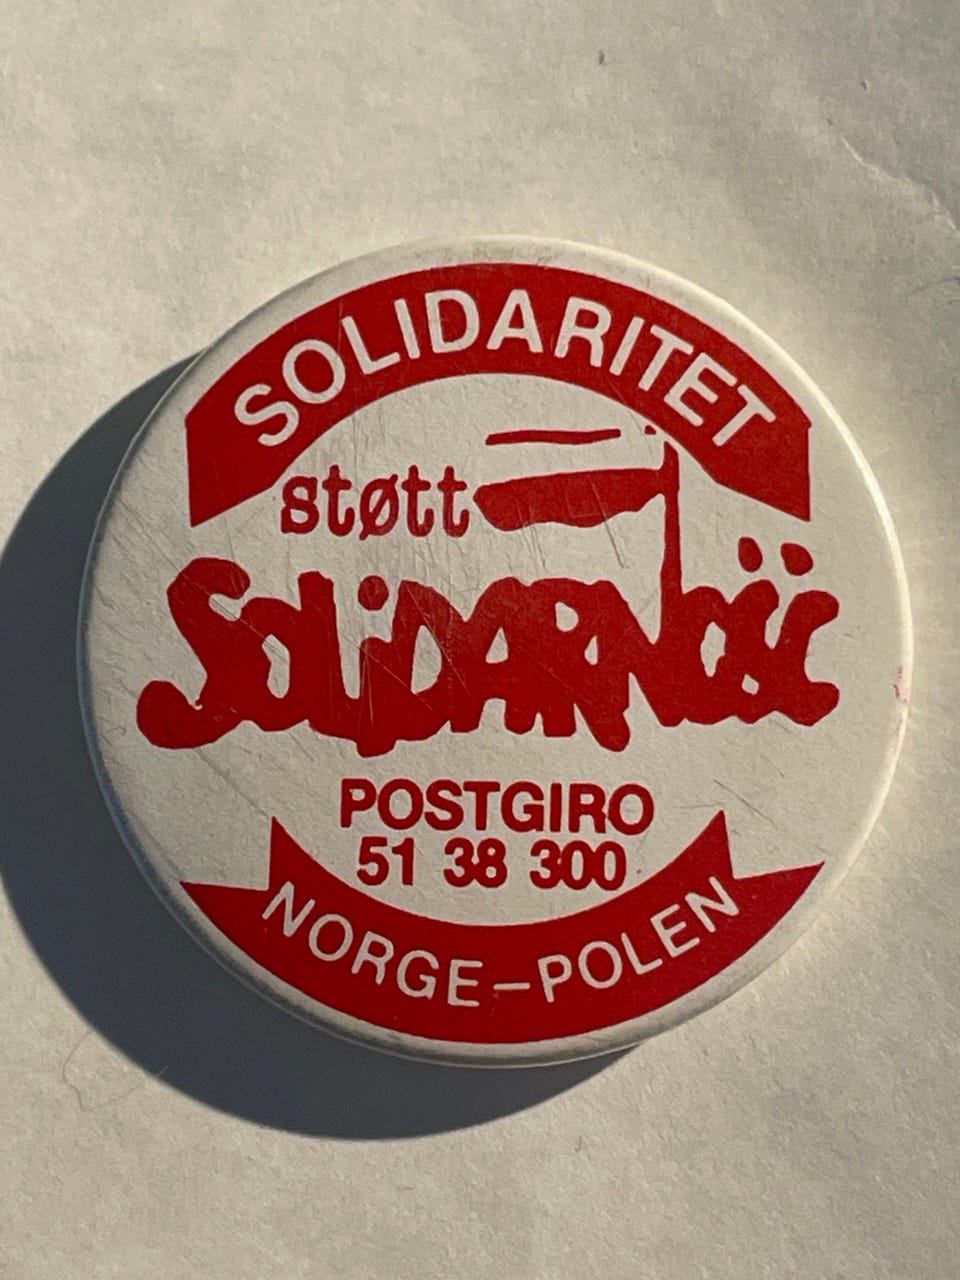 SOLIDARITET
støtt
SOLiDARNOŚĆ
POSTGIRO
51 38 300
NORGE-POLEN